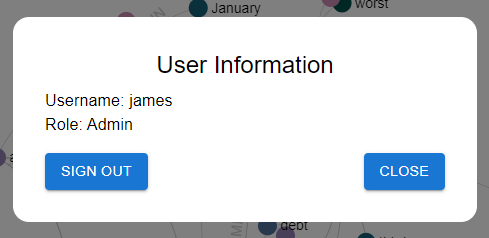 January
worst
User Information
Username: james
Role: Admin
SIGN OUT
CLOSE
debt